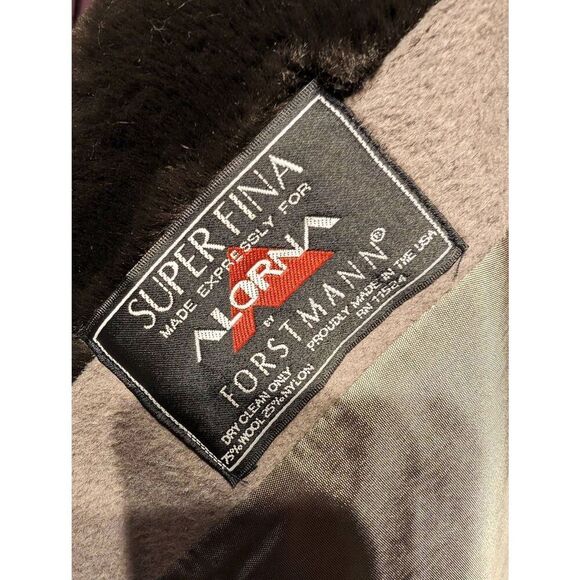 SUPER FINA
MADE EXPRESSLY FOR
ALORNA
BY
FORSTMANN®
DRY CLEAN ONLY PROUDLY MADE IN THE USA
75% WOOL 25% NYLON RN 11524